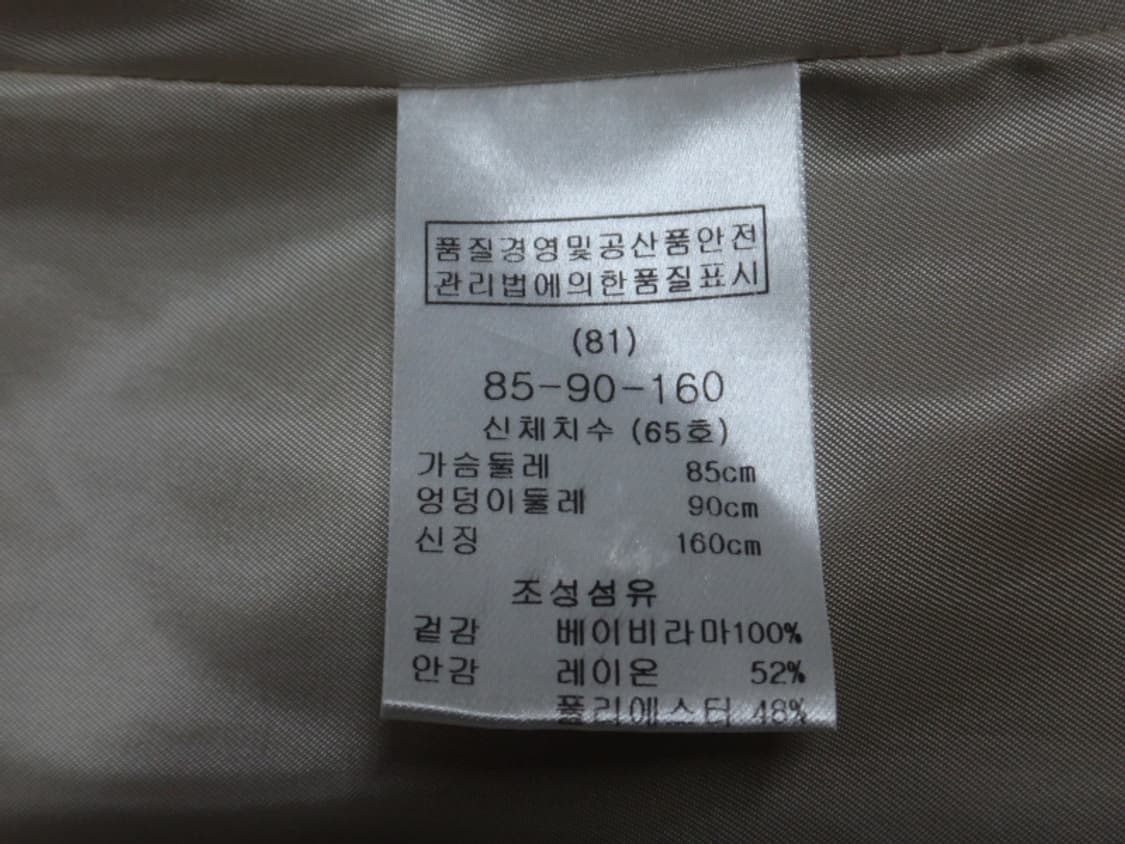 품질경영및공산품안전
관리법에의한품질표시
(81)
85-90-160
신체치수 (65호)
가슴둘레 85cm
엉덩이둘레 90cm
신장 160cm
조성섬유
겉감 베이비라마100%
안감 레이온 52%
폴리에스터 48%